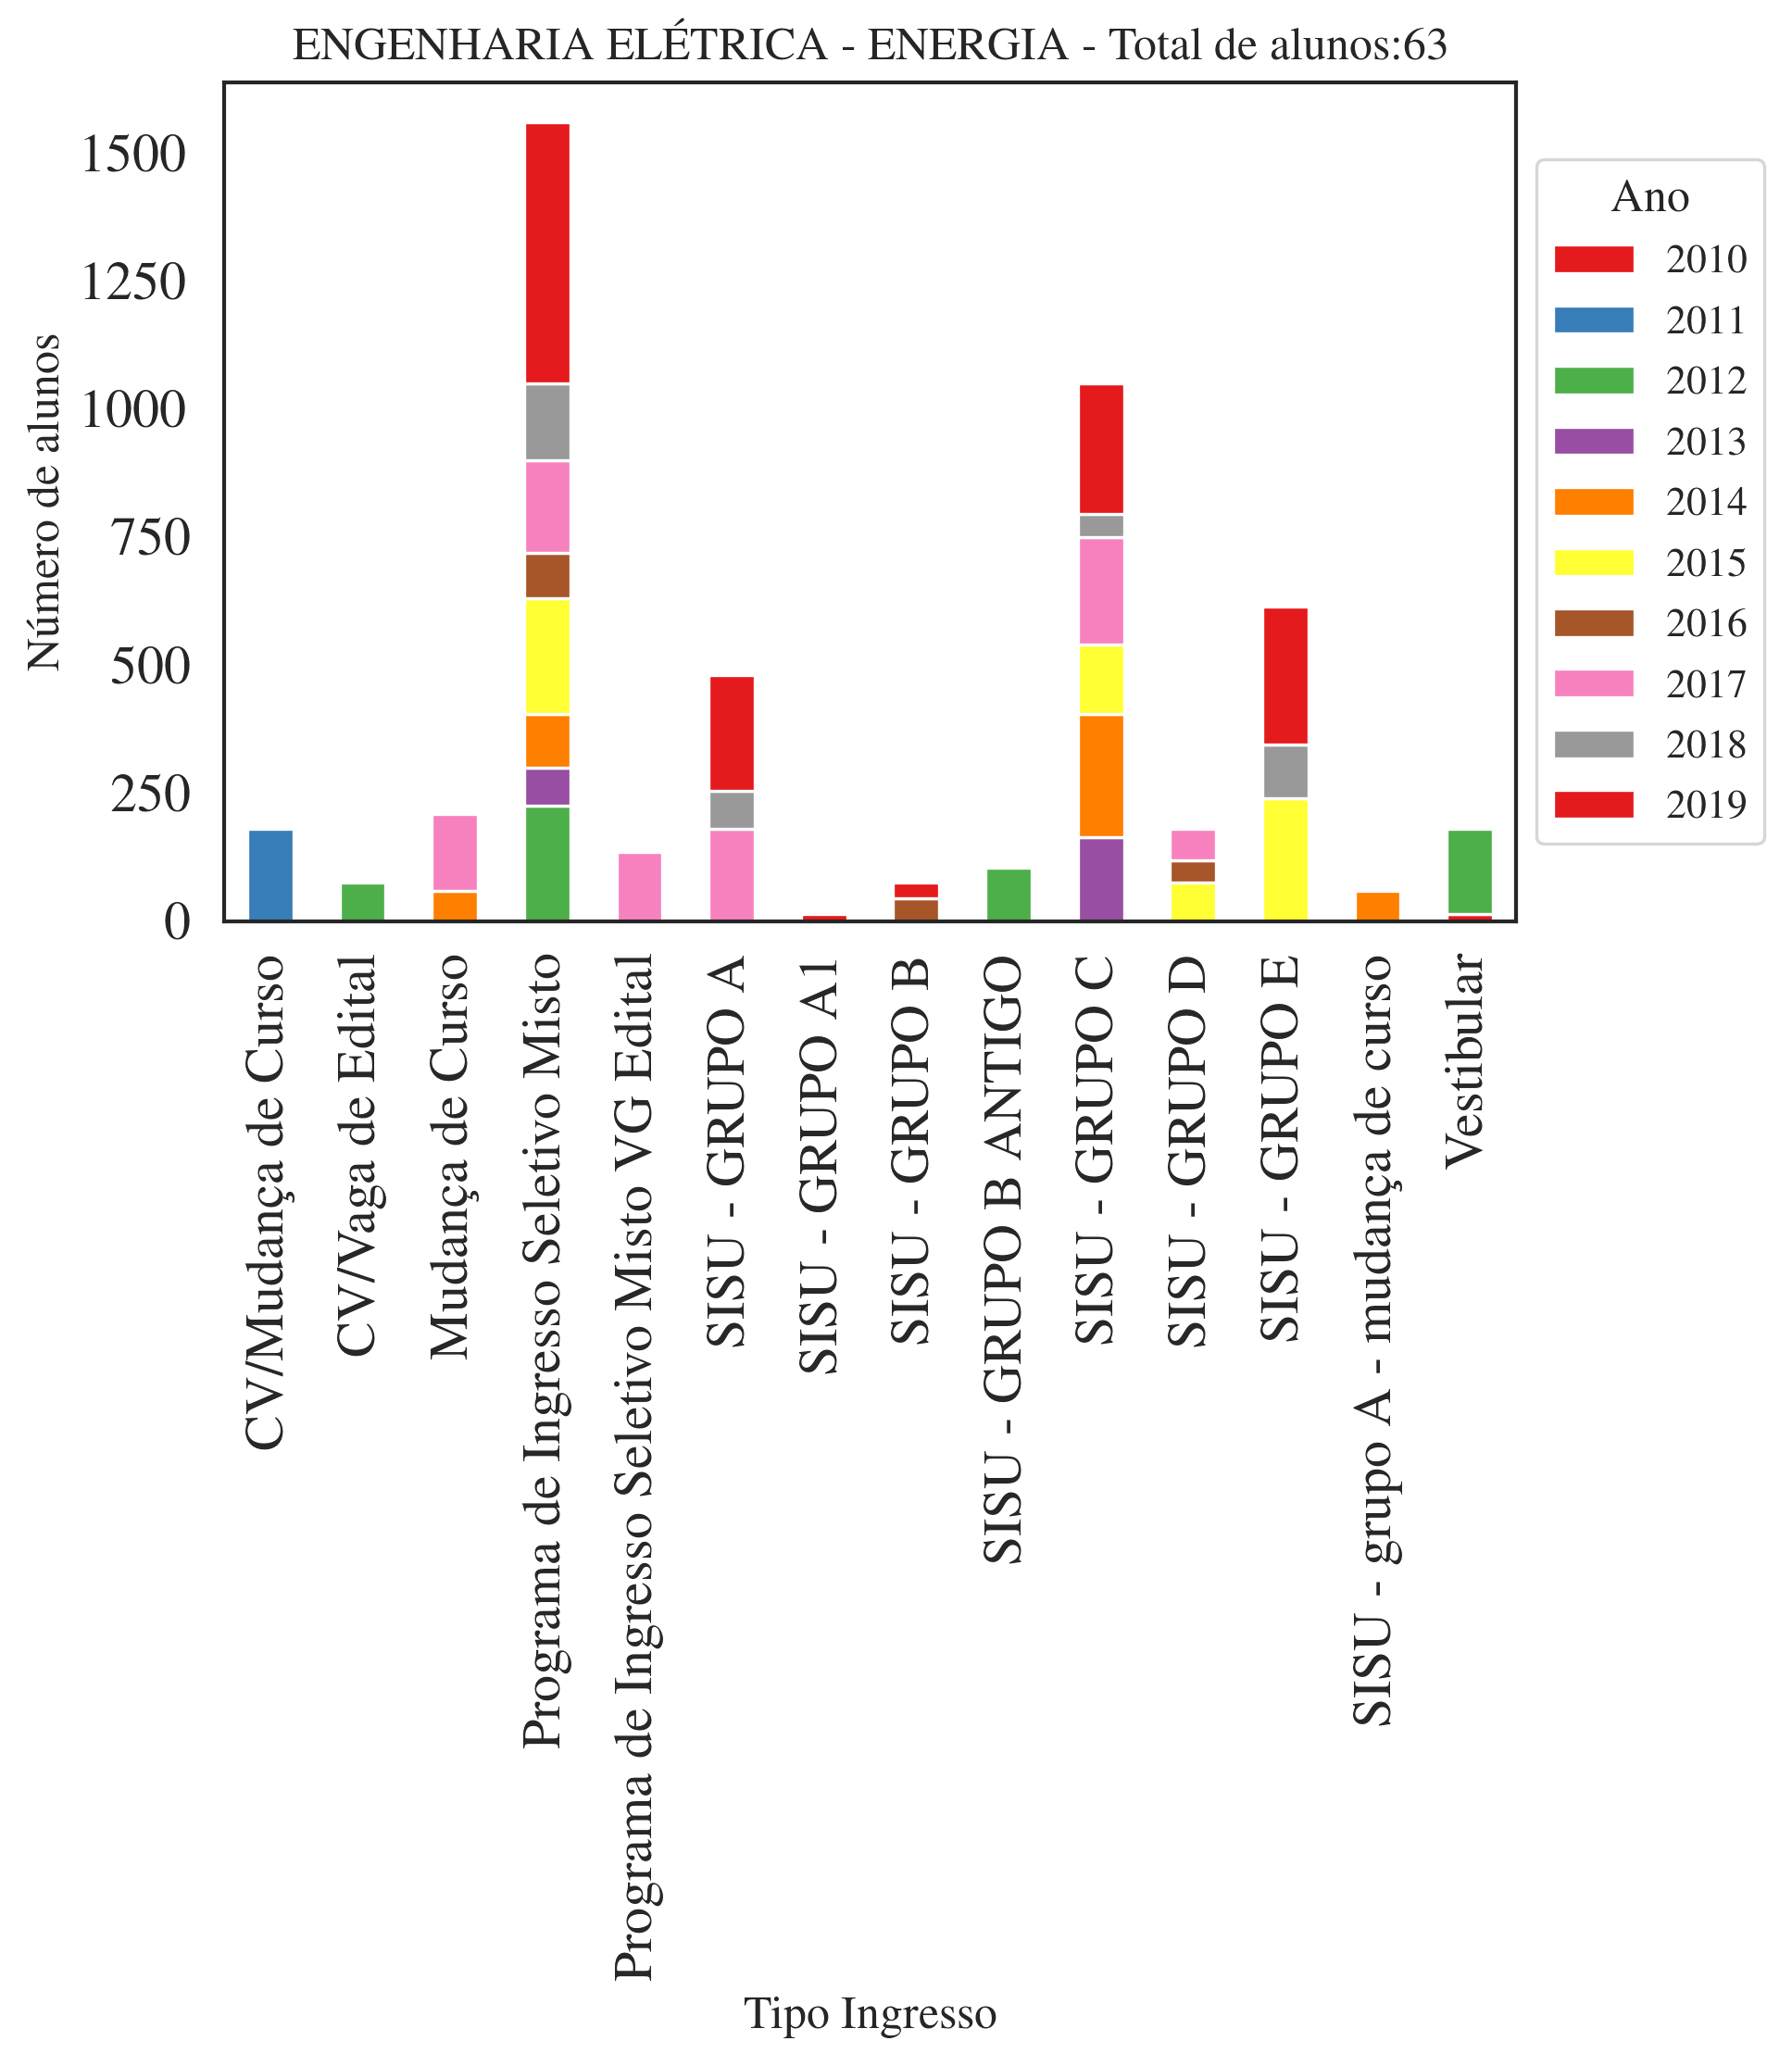 ENGENHARIA ELÉTRICA - ENERGIA - Total de alunos:63
Número de alunos
1500
1250
1000
750
500
250
0
Ano
2010
2011
2012
2013
2014
2015
2016
2017
2018
2019
CV/Mudança de Curso
CV/Vaga de Edital
Mudança de Curso
Programa de Ingresso Seletivo Misto
Programa de Ingresso Seletivo Misto VG Edital
SISU - GRUPO A
SISU - GRUPO A1
SISU - GRUPO B
SISU - GRUPO B ANTIGO
SISU - GRUPO C
SISU - GRUPO D
SISU - GRUPO E
SISU - grupo A - mudança de curso
Vestibular
Tipo Ingresso